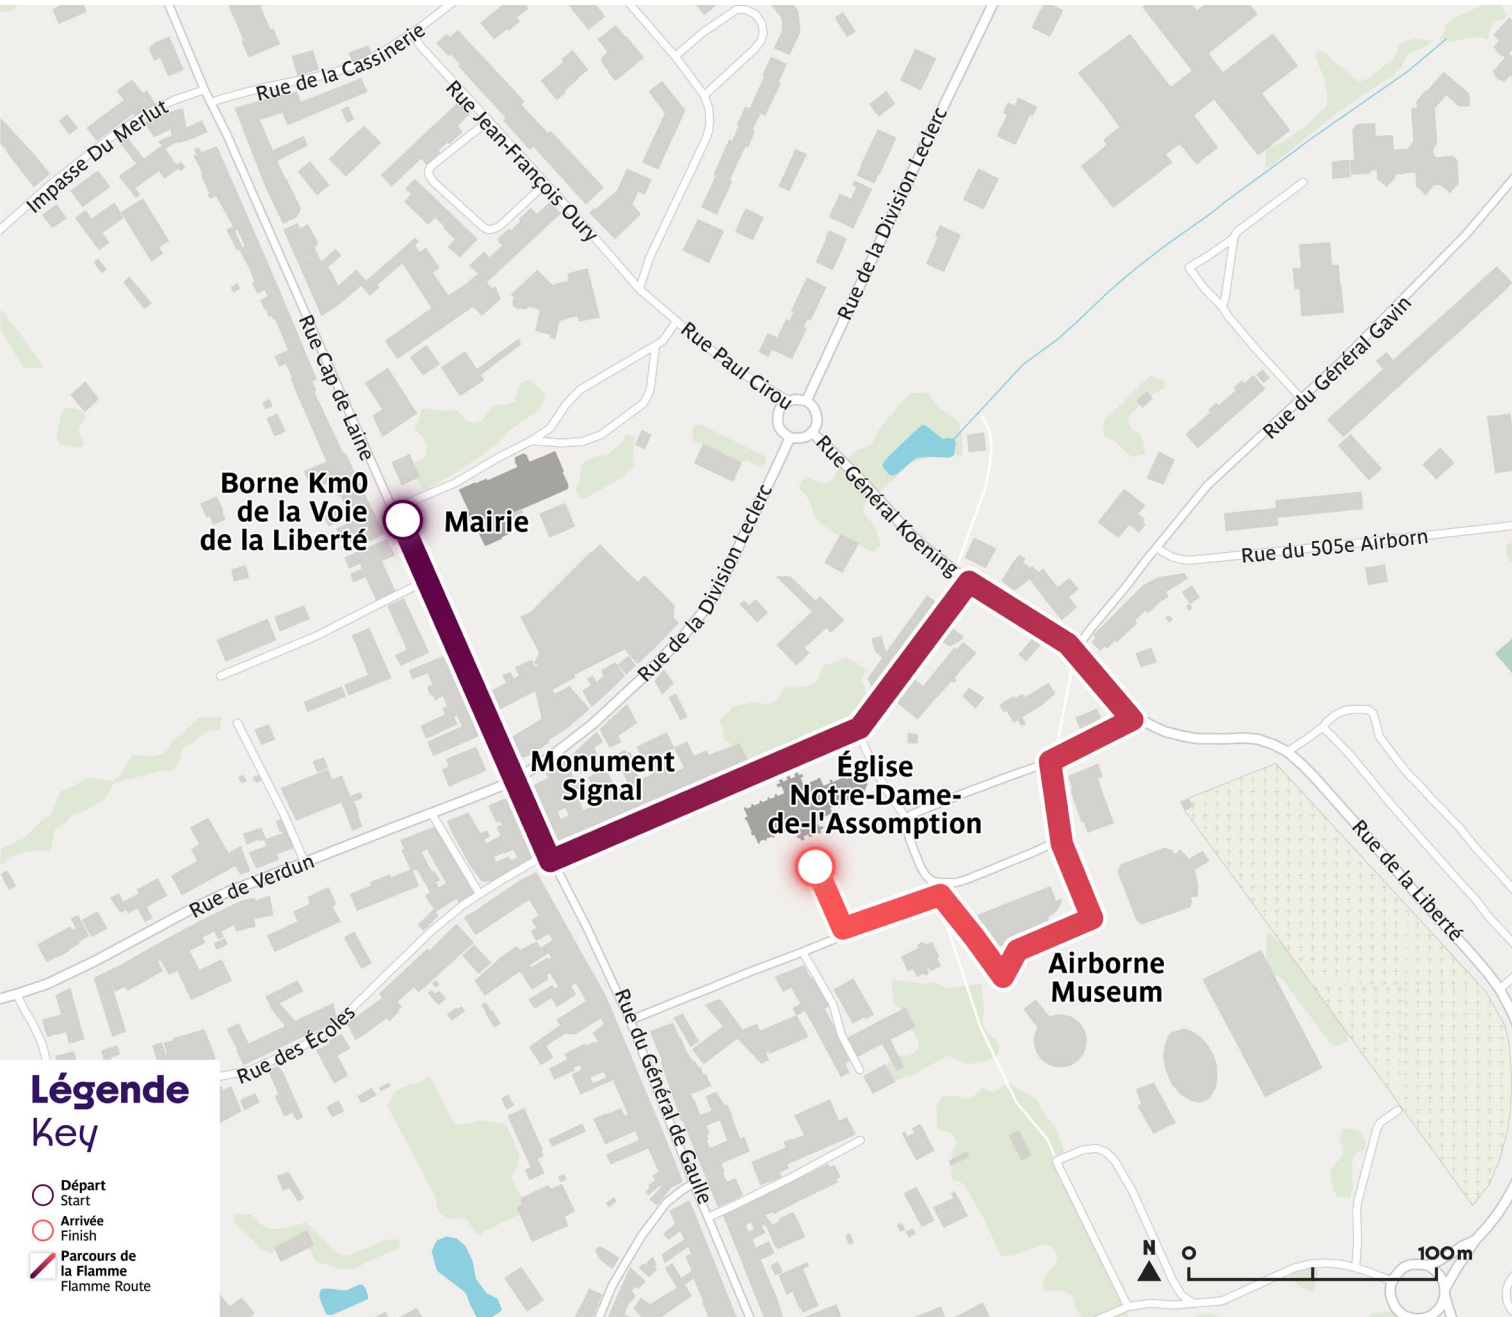 Rue de la Cassinerie
Impasse Du Merlut
Rue Jean-François Oury
Rue de la Division Leclerc
Rue Cap de Laine
Rue Paul Cirou
Rue du Général Gavin
Rue Général Koening
Borne Km0
de la Voie
de la Liberté
Mairie
Rue de la Division Leclerc
Rue du 505e Airborn
Monument
Signal
Église
Notre-Dame-
de-l'Assomption
Rue de Verdun
Rue de la Liberté
Airborne
Museum
Rue des Écoles
Rue du Général de Gaulle
Légende
Key
Départ
Start
Arrivée
Finish
Parcours de
la Flamme
Flamme Route
N
0
100m